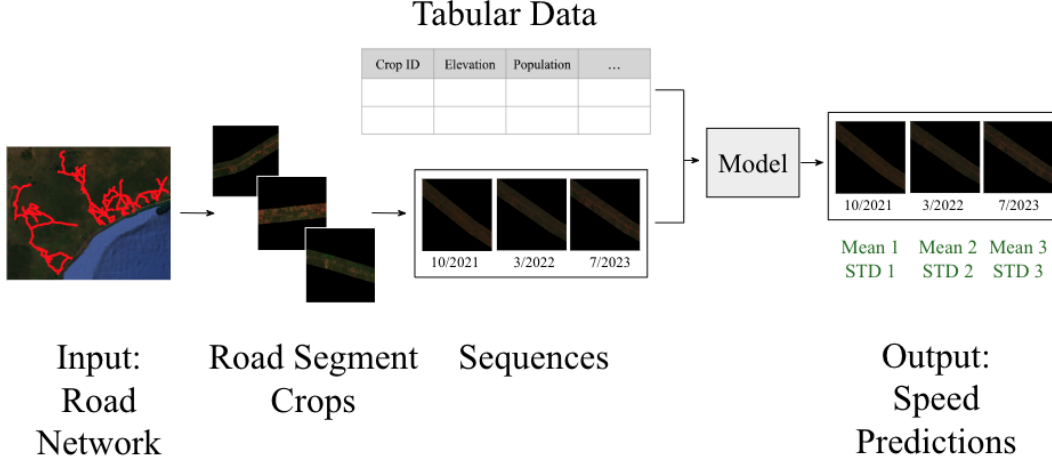 Tabular Data
Crop ID Elevation Population ...
Model
10/2021 3/2022 7/2023
10/2021 3/2022 7/2023
Mean 1 Mean 2 Mean 3
STD 1 STD 2 STD 3
Input:
Road
Network
Road Segment
Crops
Sequences
Output:
Speed
Predictions